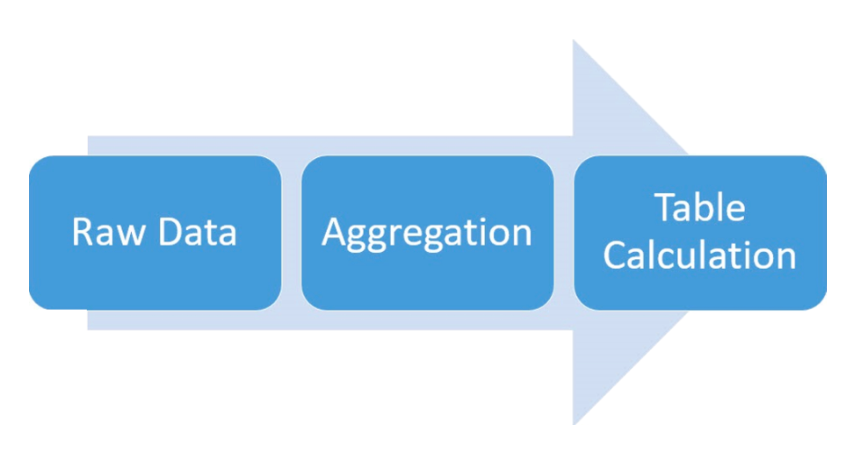 Raw Data
Aggregation
Table
Calculation